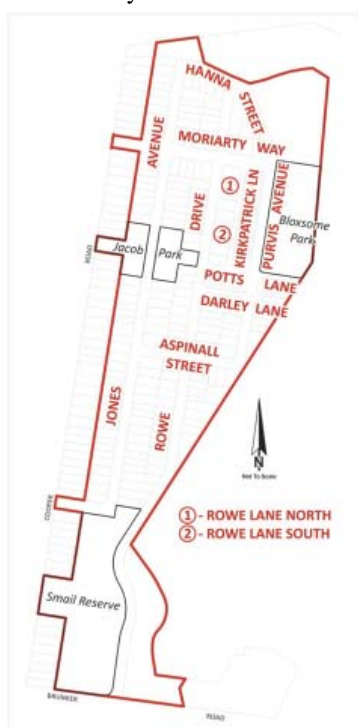 HANNA
STREET
MORIARTY WAY
AVENUE
①
KIRKPATRICK LN
PURVIS AVENUE
Bloxsome
Park
DRIVE
②
ROAD
Jacob
Park
POTTS LANE
DARLEY LANE
ASPINALL
STREET
JONES
ROWE
N
Not To Scale
COOPER
① - ROWE LANE NORTH
② - ROWE LANE SOUTH
Smail Reserve
BRUNKER
ROAD